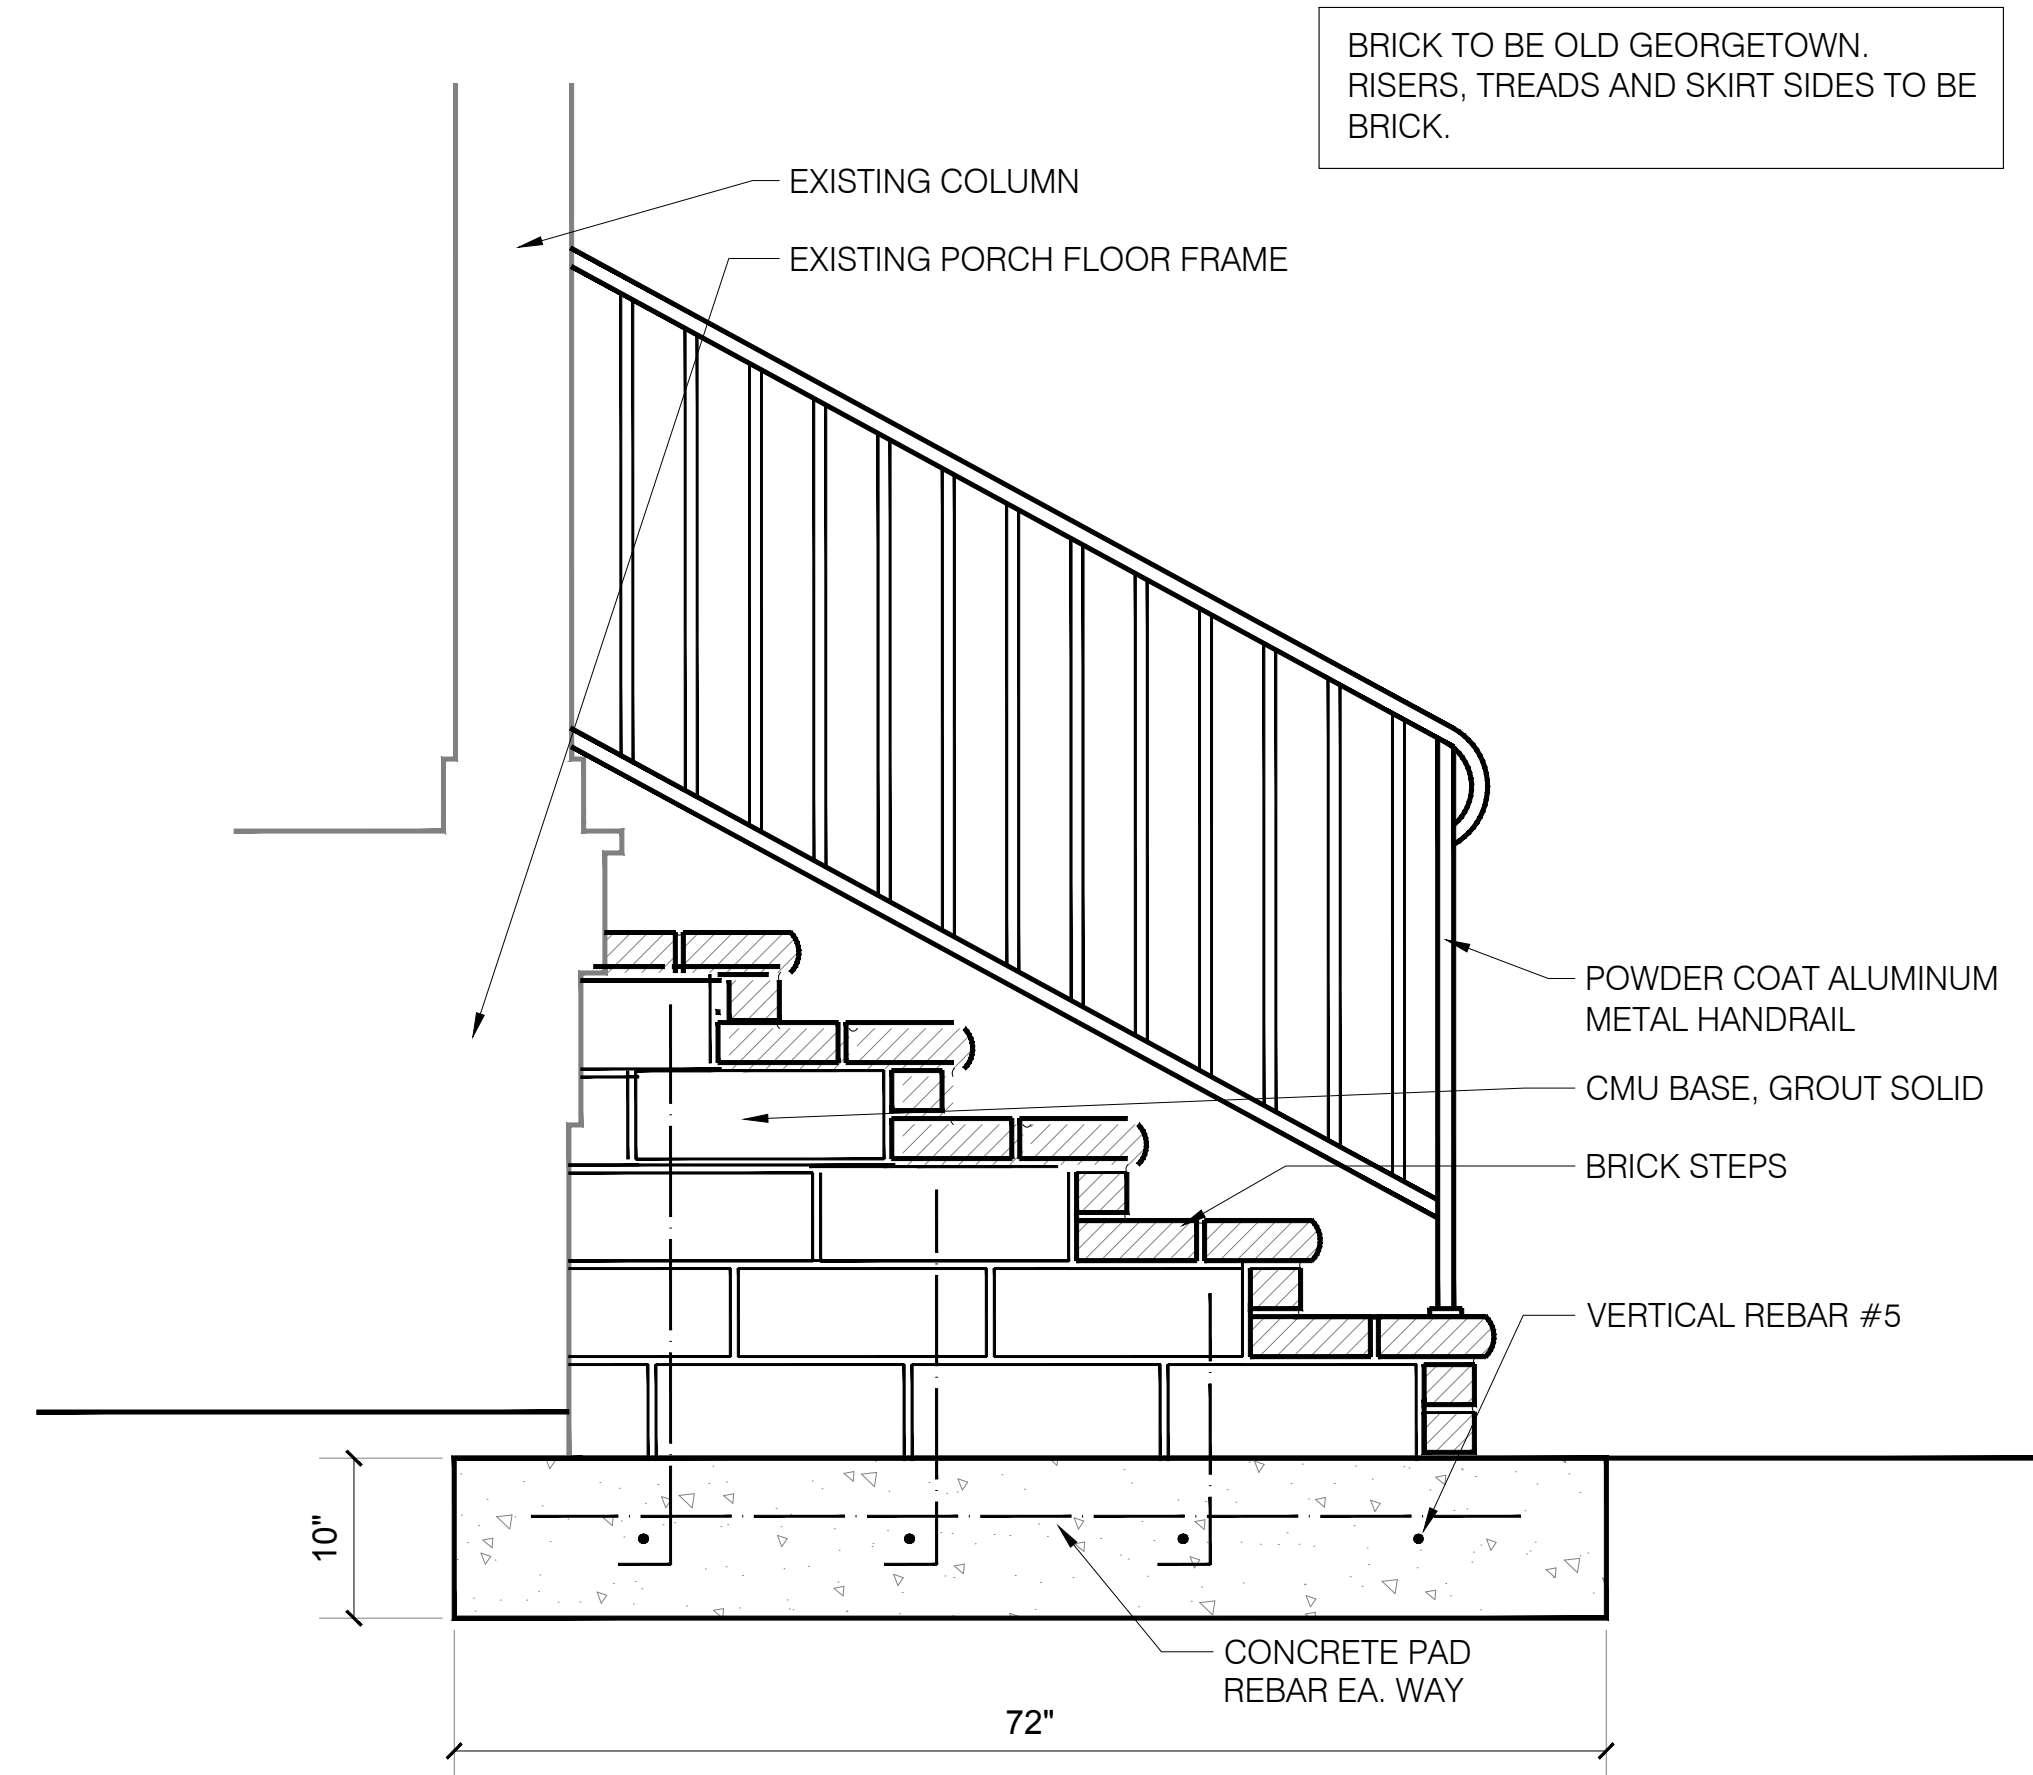 BRICK TO BE OLD GEORGETOWN.
RISERS, TREADS AND SKIRT SIDES TO BE
BRICK.
EXISTING COLUMN
EXISTING PORCH FLOOR FRAME
POWDER COAT ALUMINUM
METAL HANDRAIL
CMU BASE, GROUT SOLID
BRICK STEPS
VERTICAL REBAR #5
10"
CONCRETE PAD
REBAR EA. WAY
72"